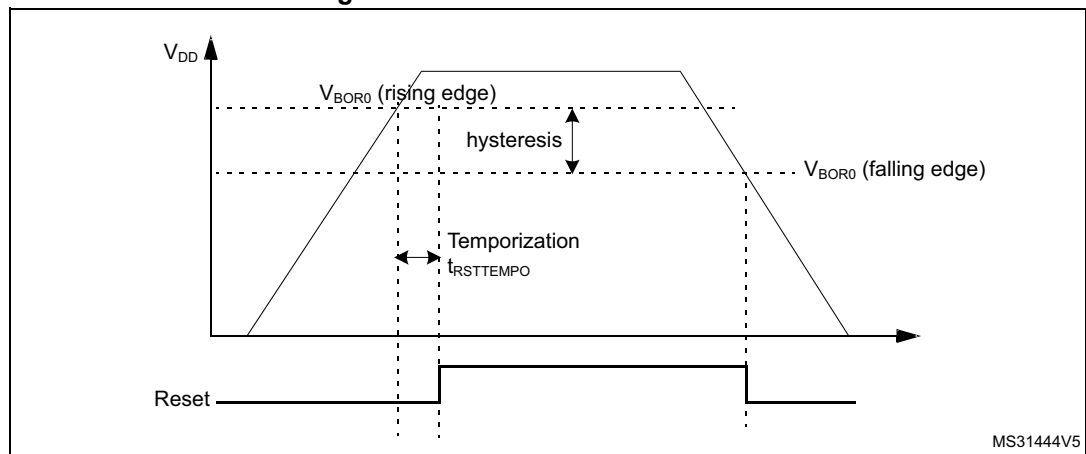 V_DD
V_BOR0 (rising edge)
hysteresis
V_BOR0 (falling edge)
Temporization
t_RSTTEMPO
Reset
MS31444V5